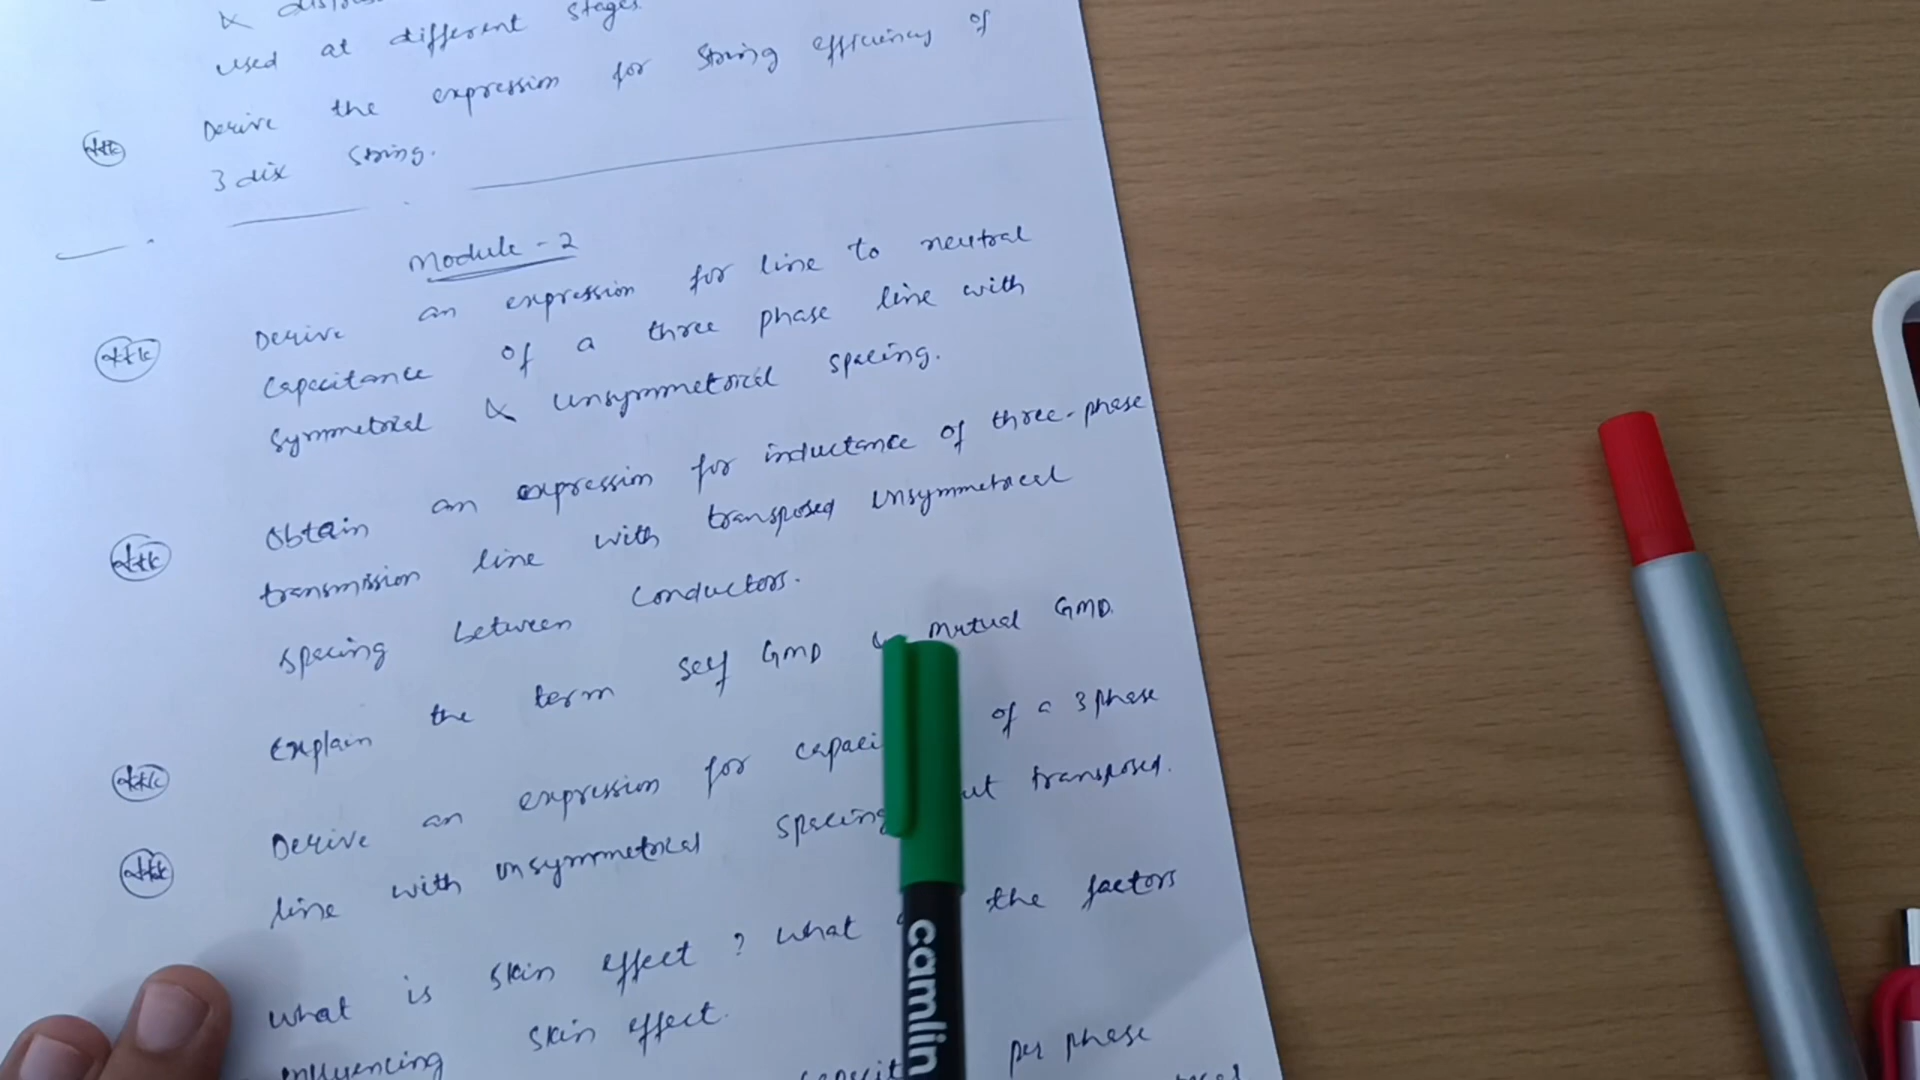 &
used at different stages
Derive the expression for string efficiency of
3 disc string.
Module - 2
Derive an expression for line to neutral
capacitance of a three phase line with
symmetrical & unsymmetrical spacing.
Obtain an expression for inductance of three-phase
transmission line with transposed unsymmetrical
spacing between conductors.
Explain the term self GMD & mutual GMD.
Derive an expression for capaci of a 3 phase
line with unsymmetrical spacing ut transposed.
What is skin effect ? What the factors
influencing skin effect.
capacit per phase
camlin